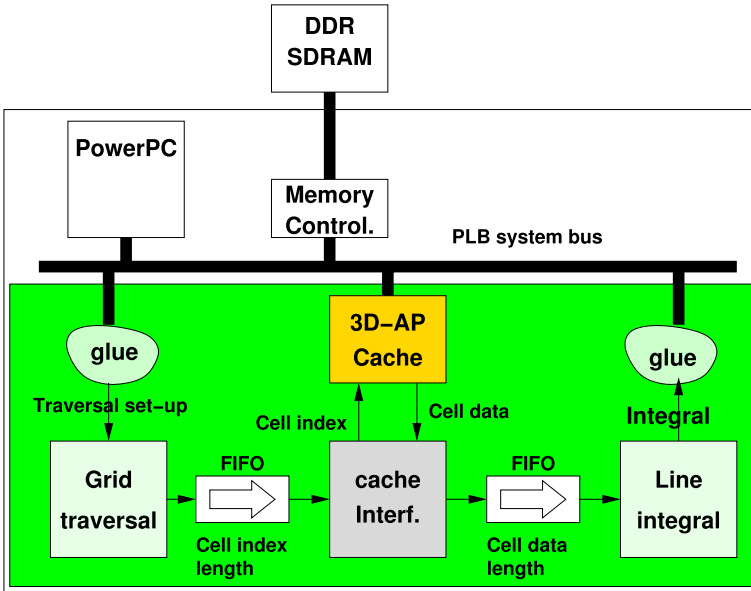 DDR
SDRAM
PowerPC
Memory
Control.
PLB system bus
3D−AP
Cache
glue
glue
Traversal set−up
Cell index
Cell data
Integral
Grid
traversal
FIFO
cache
Interf.
FIFO
Line
integral
Cell index
length
Cell data
length